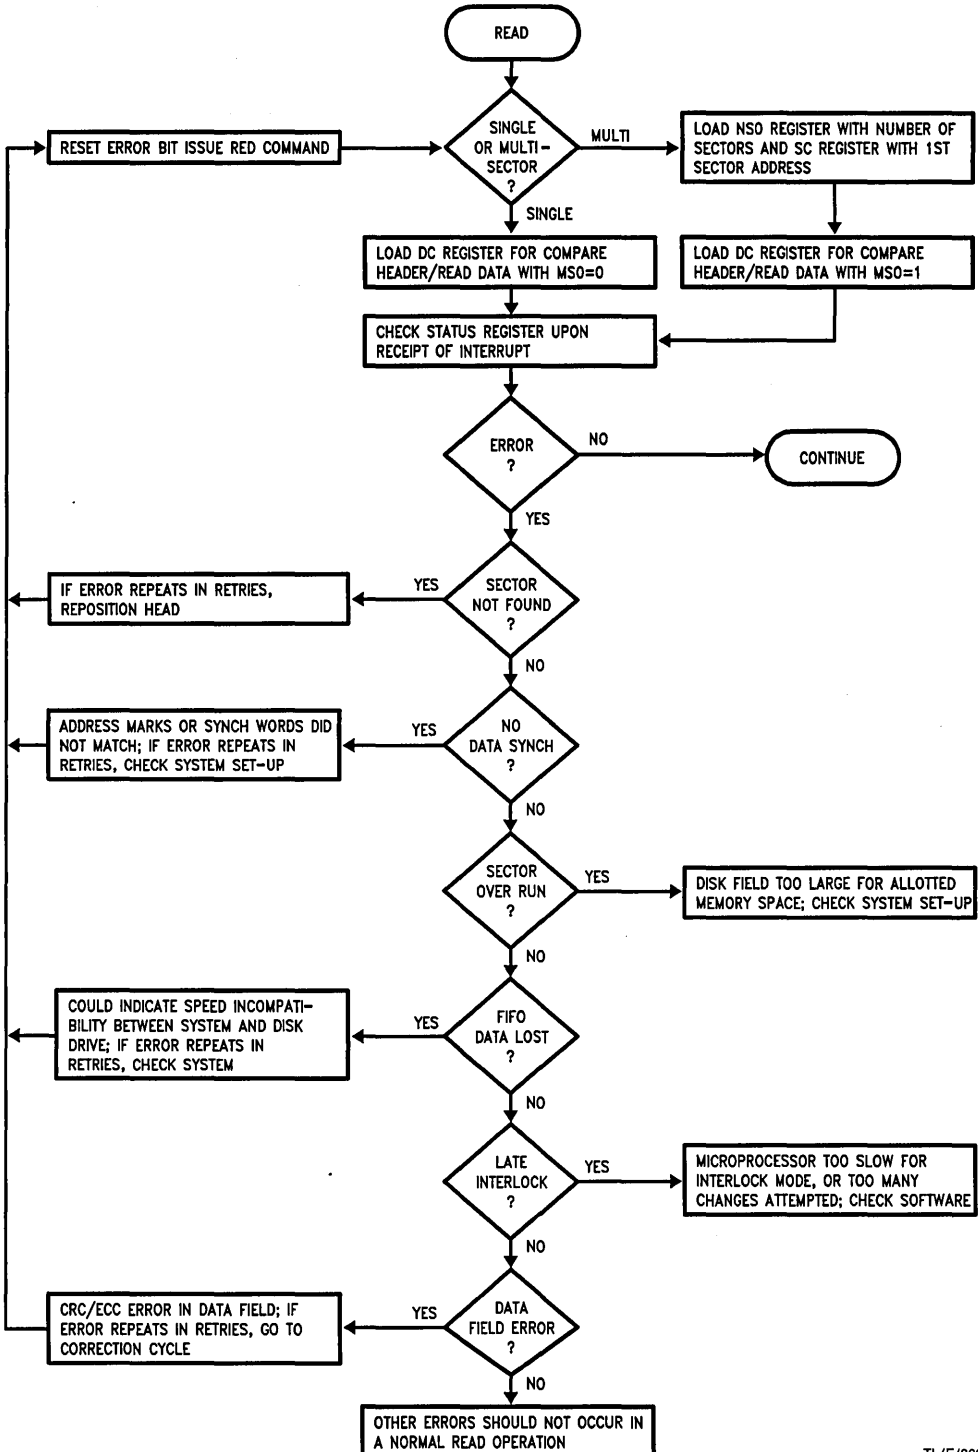 READ
SINGLE
OR MULTI-
SECTOR
?
MULTI
LOAD NSO REGISTER WITH NUMBER OF
SECTORS AND SC REGISTER WITH 1ST
SECTOR ADDRESS
RESET ERROR BIT ISSUE RED COMMAND
SINGLE
LOAD DC REGISTER FOR COMPARE
HEADER/READ DATA WITH MSO=0
LOAD DC REGISTER FOR COMPARE
HEADER/READ DATA WITH MSO=1
CHECK STATUS REGISTER UPON
RECEIPT OF INTERRUPT
ERROR
?
NO
CONTINUE
YES
SECTOR
NOT FOUND
?
YES
IF ERROR REPEATS IN RETRIES,
REPOSITION HEAD
NO
NO
DATA SYNCH
?
YES
ADDRESS MARKS OR SYNCH WORDS DID
NOT MATCH; IF ERROR REPEATS IN
RETRIES, CHECK SYSTEM SET-UP
NO
SECTOR
OVER RUN
?
YES
DISK FIELD TOO LARGE FOR ALLOTTED
MEMORY SPACE; CHECK SYSTEM SET-UP
NO
FIFO
DATA LOST
?
YES
COULD INDICATE SPEED INCOMPATI-
BILITY BETWEEN SYSTEM AND DISK
DRIVE; IF ERROR REPEATS IN
RETRIES, CHECK SYSTEM
NO
LATE
INTERLOCK
?
YES
MICROPROCESSOR TOO SLOW FOR
INTERLOCK MODE, OR TOO MANY
CHANGES ATTEMPTED; CHECK SOFTWARE
NO
DATA
FIELD ERROR
?
YES
CRC/ECC ERROR IN DATA FIELD; IF
ERROR REPEATS IN RETRIES, GO TO
CORRECTION CYCLE
NO
OTHER ERRORS SHOULD NOT OCCUR IN
A NORMAL READ OPERATION